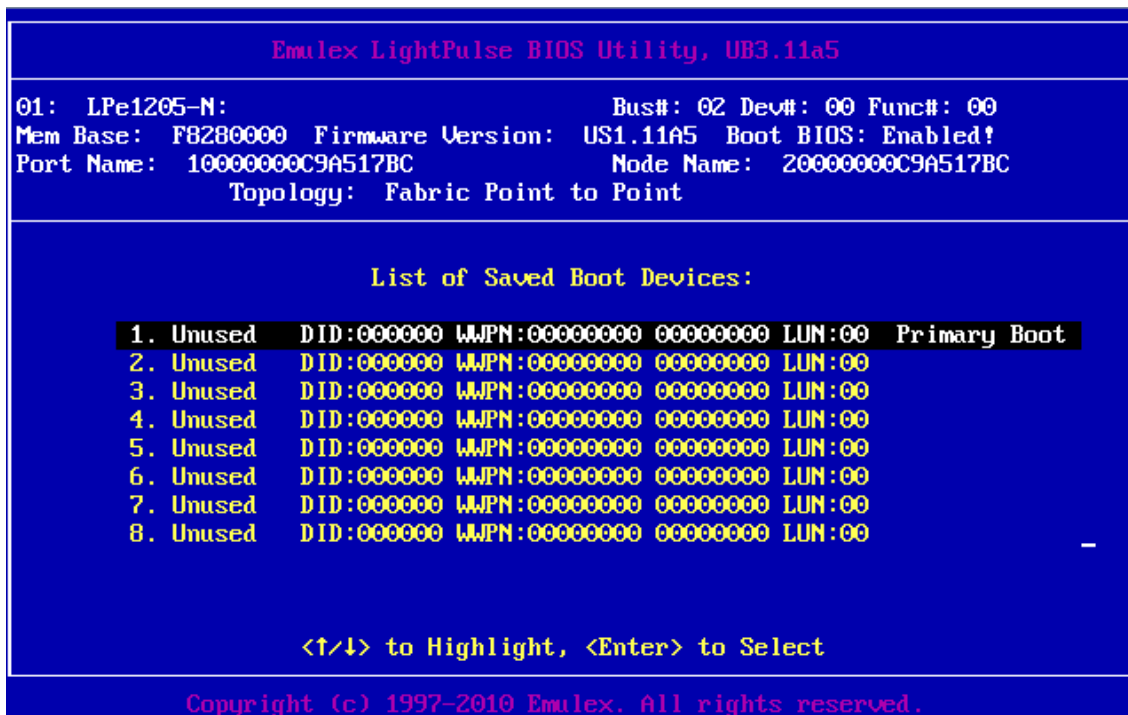 Emulex LightPulse BIOS Utility, UB3.11a5
01: LPe1205-N: Bus#: 02 Dev#: 00 Func#: 00
Mem Base: F8280000 Firmware Version: US1.11A5 Boot BIOS: Enabled!
Port Name: 10000000C9A517BC Node Name: 20000000C9A517BC
Topology: Fabric Point to Point
List of Saved Boot Devices:
1. Unused DID:000000 WWPN:00000000 00000000 LUN:00 Primary Boot
2. Unused DID:000000 WWPN:00000000 00000000 LUN:00
3. Unused DID:000000 WWPN:00000000 00000000 LUN:00
4. Unused DID:000000 WWPN:00000000 00000000 LUN:00
5. Unused DID:000000 WWPN:00000000 00000000 LUN:00
6. Unused DID:000000 WWPN:00000000 00000000 LUN:00
7. Unused DID:000000 WWPN:00000000 00000000 LUN:00
8. Unused DID:000000 WWPN:00000000 00000000 LUN:00
<↑/↓> to Highlight, <Enter> to Select
Copyright (c) 1997-2010 Emulex. All rights reserved.